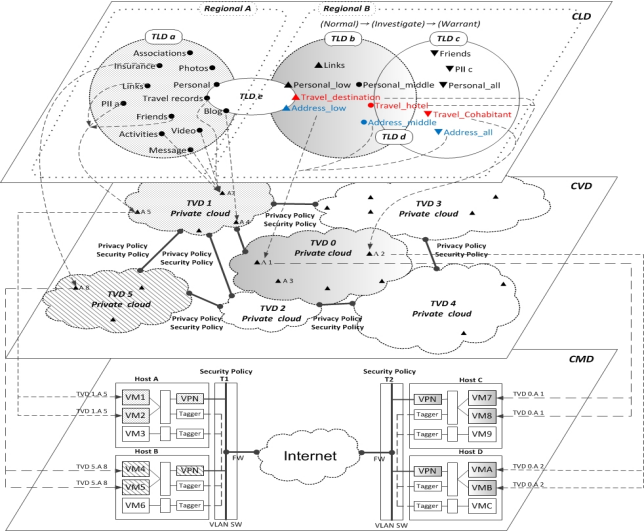 Regional A
Regional B
CLD
(Normal)→(Investigate)→(Warrant)
TLD a
TLD b
TLD c
Associations
Insurance
Photos
Links
Personal
PII a
Travel records
Friends
Blog
Activities
Video
Message
TLD e
Links
Personal_low
Personal_middle
Travel_destination
Address_low
Travel_hotel
Address_middle
TLD d
Friends
PII c
Personal_all
Travel_Cohabitant
Address_all
CVD
TVD 1
Private cloud
A7
A 5
A 4
TVD 3
Private cloud
Privacy Policy
Security Policy
Privacy Policy
Security Policy
Privacy Policy
Security Policy
Privacy Policy
Security Policy
TVD 0
Private cloud
A 1
A 2
A 3
A 8
TVD 5
Private cloud
TVD 2
Private cloud
TVD 4
Private cloud
Privacy Policy
Security Policy
Privacy Policy
Security Policy
CMD
Host A
Security Policy
T1
Security Policy
T2
Host C
TVD 1.A 5
VM1
VPN
TVD 1.A 5
VM2
Tagger
VM3
Tagger
VPN
VM7
TVD 0.A 1
Tagger
VM8
TVD 0.A 1
Tagger
VM9
Host B
FW
Internet
FW
Host D
TVD 5.A 8
VM4
VPN
TVD 5.A 8
VM5
Tagger
VM6
Tagger
VPN
VMA
TVD 0.A 2
Tagger
VMB
TVD 0.A 2
Tagger
VMC
VLAN SW
VLAN SW